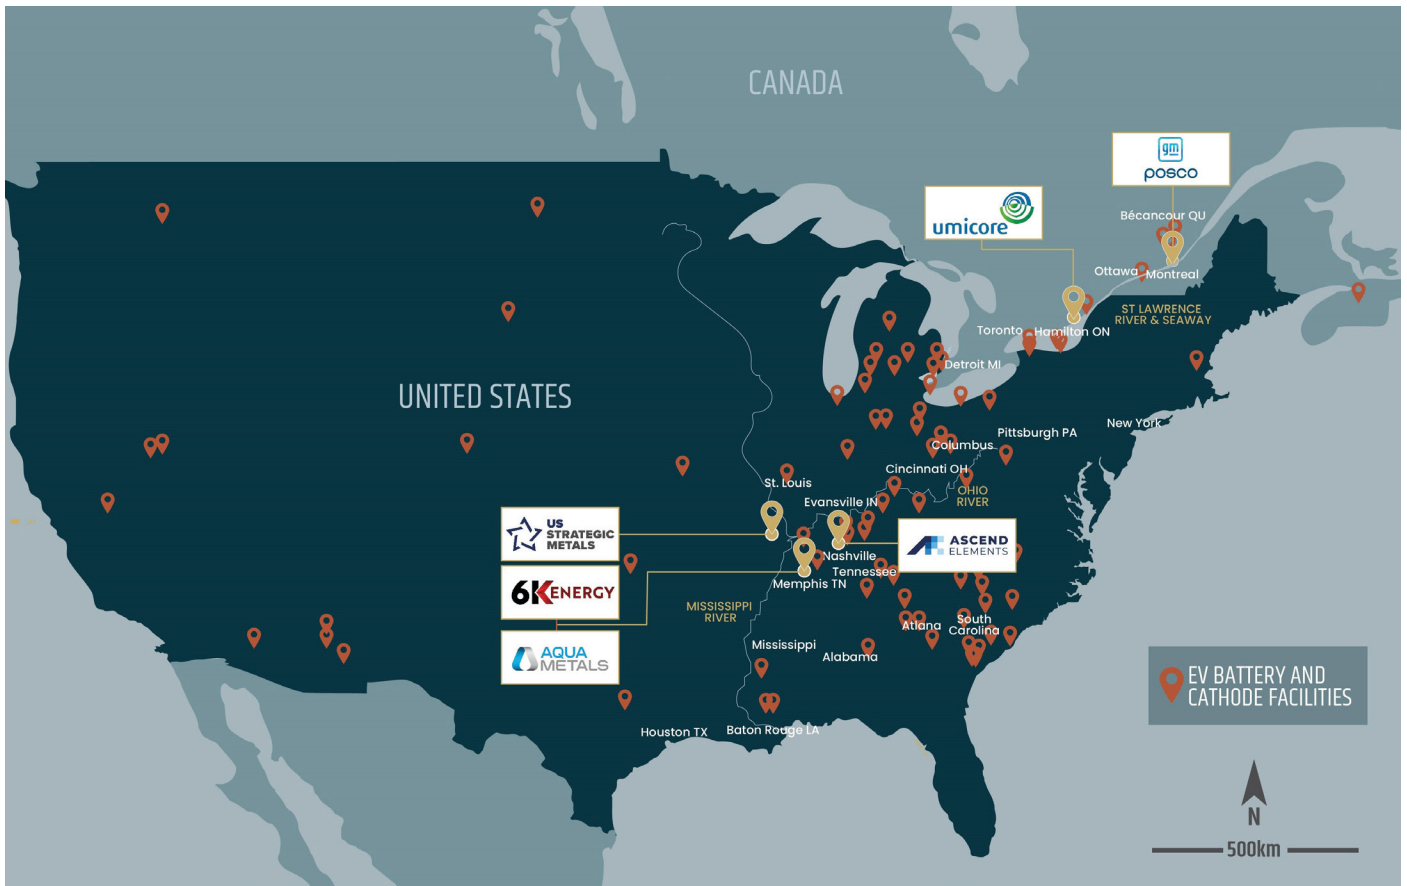 CANADA
gm
posco
umicore
Bécancour QU
Ottawa
Montreal
ST LAWRENCE
RIVER & SEAWAY
Toronto
Hamilton ON
Detroit MI
UNITED STATES
New York
Pittsburgh PA
Columbus
Cincinnati OH
St. Louis
OHIO
RIVER
Evansville IN
US
STRATEGIC
METALS
ASCEND
ELEMENTS
Nashville
Tennessee
Memphis TN
6K ENERGY
MISSISSIPPI
RIVER
Atlana
South
Carolina
AQUA
METALS
Mississippi
Alabama
EV BATTERY AND
CATHODE FACILITIES
Houston TX
Baton Rouge LA
N
500km